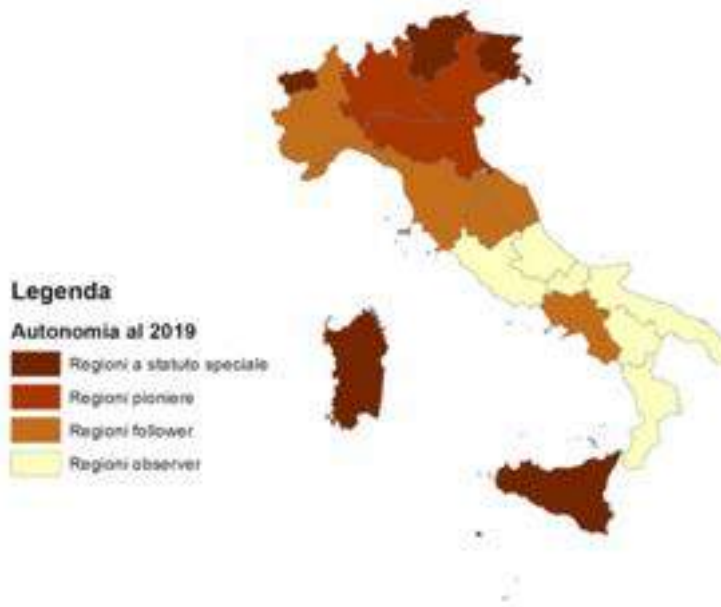 Legenda
Autonomia al 2019
Regioni a statuto speciale
Regioni pioniere
Regioni follower
Regioni observer